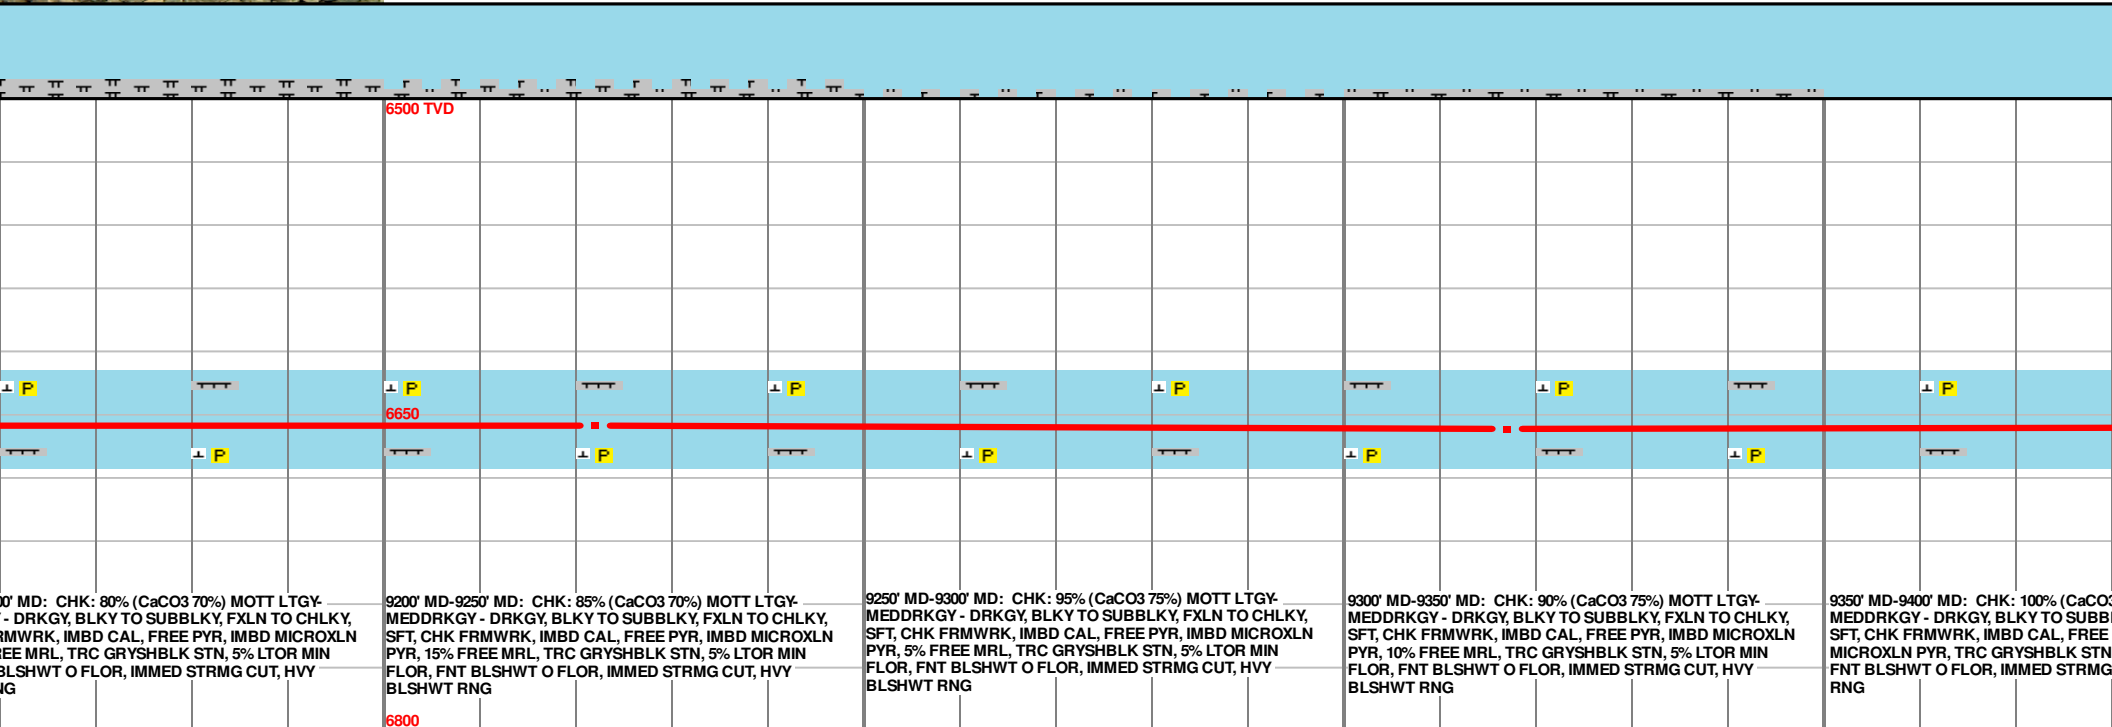 6500 TVD
P P P P P P
6650
P P P P P
0' MD: CHK: 80% (CaCO3 70%) MOTT LTGY-
- DRKGY, BLKY TO SUBBLKY, FXLN TO CHLKY,
RMWRK, IMBD CAL, FREE PYR, IMBD MICROXLN
EE MRL, TRC GRYSHBLK STN, 5% LTOR MIN
BLSHWT O FLOR, IMMED STRMG CUT, HVY
NG
9200' MD-9250' MD: CHK: 85% (CaCO3 70%) MOTT LTGY-
MEDDRKGY - DRKGY, BLKY TO SUBBLKY, FXLN TO CHLKY,
SFT, CHK FRMWRK, IMBD CAL, FREE PYR, IMBD MICROXLN
PYR, 15% FREE MRL, TRC GRYSHBLK STN, 5% LTOR MIN
FLOR, FNT BLSHWT O FLOR, IMMED STRMG CUT, HVY
BLSHWT RNG
9250' MD-9300' MD: CHK: 95% (CaCO3 75%) MOTT LTGY-
MEDDRKGY - DRKGY, BLKY TO SUBBLKY, FXLN TO CHLKY,
SFT, CHK FRMWRK, IMBD CAL, FREE PYR, IMBD MICROXLN
PYR, 5% FREE MRL, TRC GRYSHBLK STN, 5% LTOR MIN
FLOR, FNT BLSHWT O FLOR, IMMED STRMG CUT, HVY
BLSHWT RNG
9300' MD-9350' MD: CHK: 90% (CaCO3 75%) MOTT LTGY-
MEDDRKGY - DRKGY, BLKY TO SUBBLKY, FXLN TO CHLKY,
SFT, CHK FRMWRK, IMBD CAL, FREE PYR, IMBD MICROXLN
PYR, 10% FREE MRL, TRC GRYSHBLK STN, 5% LTOR MIN
FLOR, FNT BLSHWT O FLOR, IMMED STRMG CUT, HVY
BLSHWT RNG
9350' MD-9400' MD: CHK: 100% (CaCO3
MEDDRKGY - DRKGY, BLKY TO SUBB
SFT, CHK FRMWRK, IMBD CAL, FREE
MICROXLN PYR, TRC GRYSHBLK STN
FNT BLSHWT O FLOR, IMMED STRMG
RNG
6800